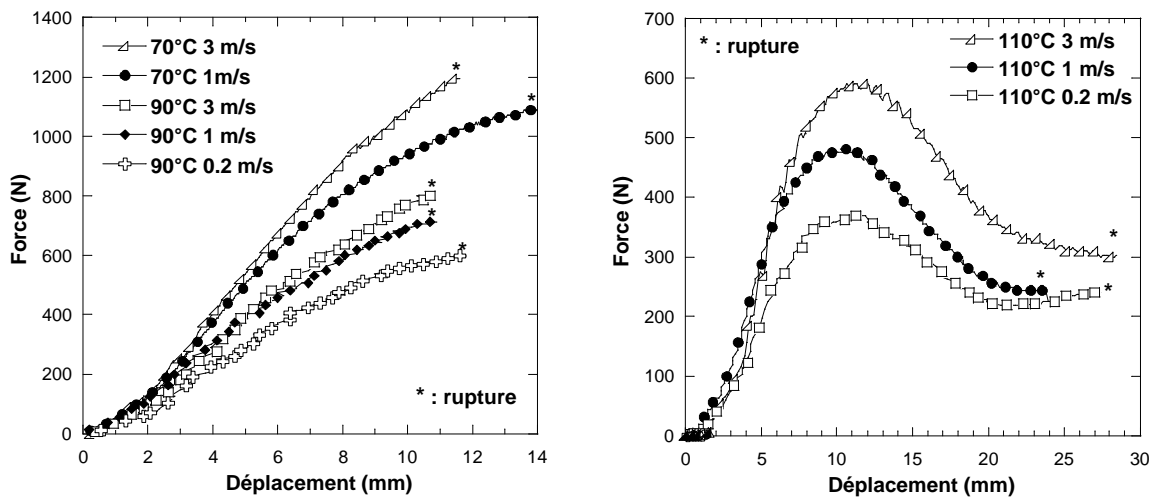 1400
1200
1000
800
600
400
200
0
Force (N)
70°C 3 m/s
70°C 1m/s
90°C 3 m/s
90°C 1 m/s
90°C 0.2 m/s
*
*
*
*
*
* : rupture
0 2 4 6 8 10 12 14
Déplacement (mm)
700
600
500
400
300
200
100
0
Force (N)
* : rupture
110°C 3 m/s
110°C 1 m/s
110°C 0.2 m/s
*
*
*
0 5 10 15 20 25 30
Déplacement (mm)